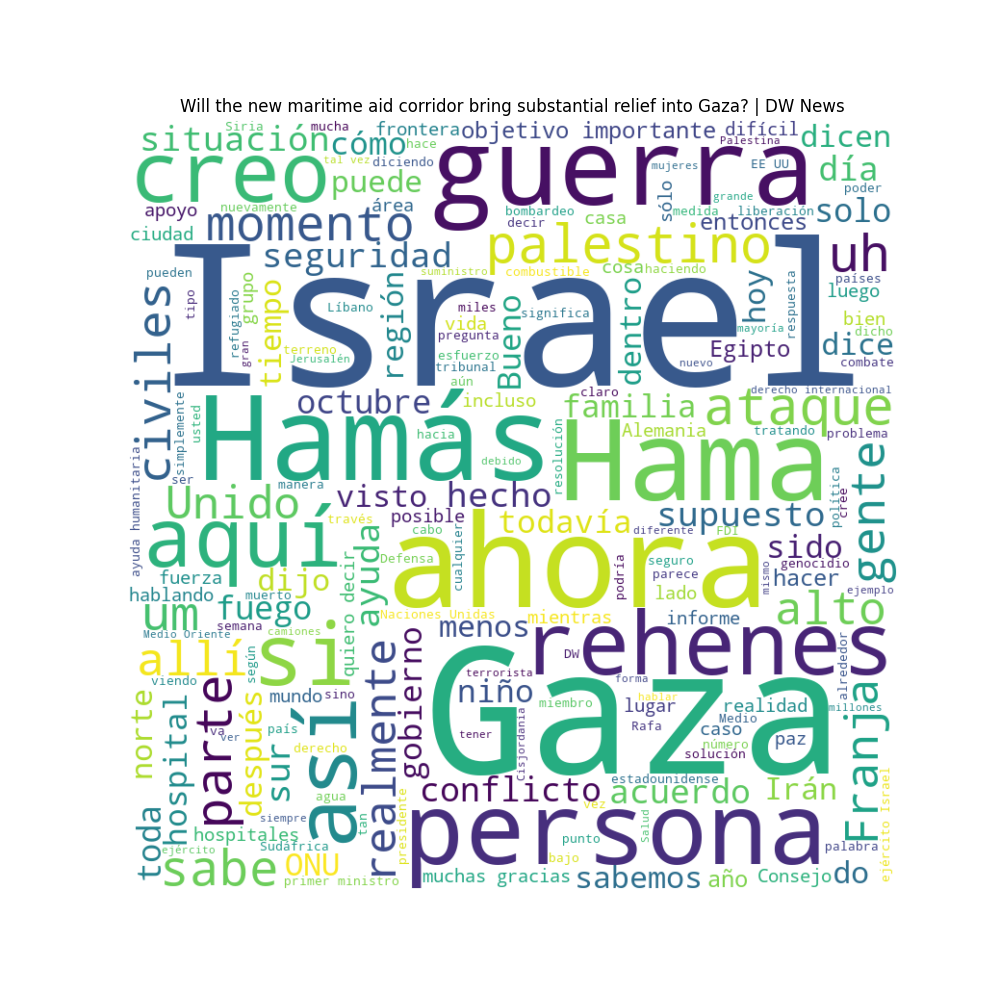 Will the new maritime aid corridor bring substantial relief into Gaza? | DW News
Siria
mucha
frontera
objetivo importante
difícil
dicen
situación
cómo
hace
Palestina
creo
guerra
tal vez
diciendo
mujeres
EE UU
día
puede
área
sólo
grande
poder
apoyo
nuevamente
bombardeo
casa
medida
liberación
solo
ciudad
momento
decir
entonces
seguridad
palestino
uh
pueden
suministro
combustible
cosa
haciendo
países
Israel
tipo
refugiado
grupo
tiempo
Líbano
región
miles
Bueno
significa
dentro
hoy
respuesta
luego
civiles
vida
pregunta
mayoría
bien
dicho
gran
terreno
Jerusalén
esfuerzo
tribunal
Egipto
dice
aún
nuevo
combate
simplemente
usted
octubre
incluso
claro
derecho internacional
Hamás
familia
ataque
hacia
Alemania
tratando
problema
Hama
ayuda humanitaria
ser
debido
resolución
manera
visto hecho
política
cree
gente
Unido
través
posible
todavía
supuesto
aquí
ahora
cabo
diferente
FDI
sido
Defensa
cualquier
seguro
genocidio
fuerza
dijo
ayuda
podría
parece
mismo
hacer
hablando
muerto
lado
ejemplo
um
fuego
Naciones Unidas
mientras
informe
alto
semana
quiero decir
menos
rehenes
Medio Oriente
camiones
allí
si
DW
alrededor
viendo
según
terrorista
forma
niño
Gaza
norte
hospital
parte
mundo
sino
realmente
gobierno
miembro
hablar
lugar
realidad
millones
va
ver
después
sur
país
así
tener
Cisjordania
Rafa
Medio
caso
paz
Franja
derecho
número
solución
conflicto
estadounidense
acuerdo
Irán
agua
toda
siempre
tan
presidente
vez
persona
hospitales
Sudáfrica
punto
Salud
palabra
ejército Israel
ejército
bajo
sabe
ONU
primer ministro
muchas gracias
sabemos
año
Consejo
do